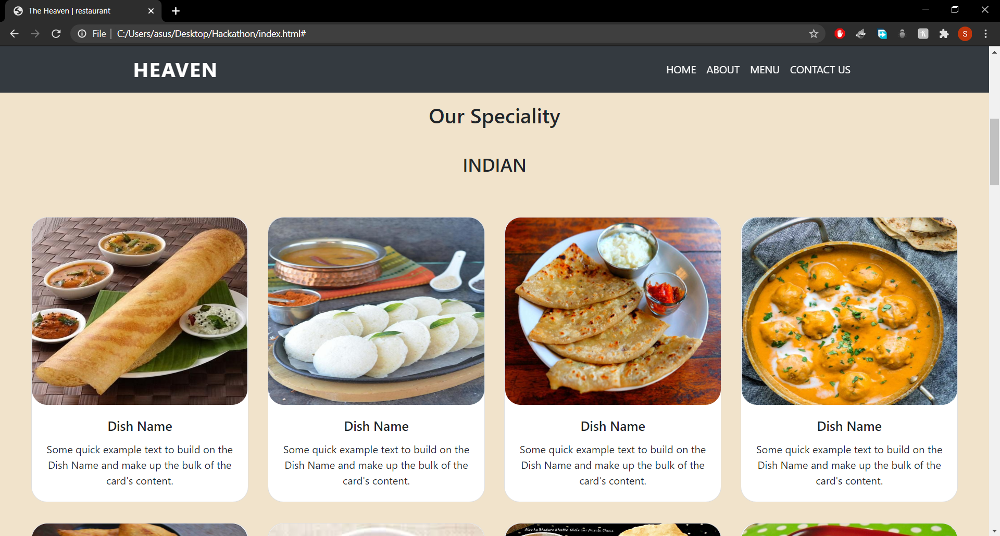 The Heaven | restaurant
File | C:/Users/asus/Desktop/Hackathon/index.html#
S
HEAVEN
HOME ABOUT MENU CONTACT US
Our Speciality
INDIAN
Dish Name
Some quick example text to build on the
Dish Name and make up the bulk of the
card's content.
Dish Name
Some quick example text to build on the
Dish Name and make up the bulk of the
card's content.
Dish Name
Some quick example text to build on the
Dish Name and make up the bulk of the
card's content.
Dish Name
Some quick example text to build on the
Dish Name and make up the bulk of the
card's content.
Aloo ke Bhature Khatte Chole aur Masala Chaas